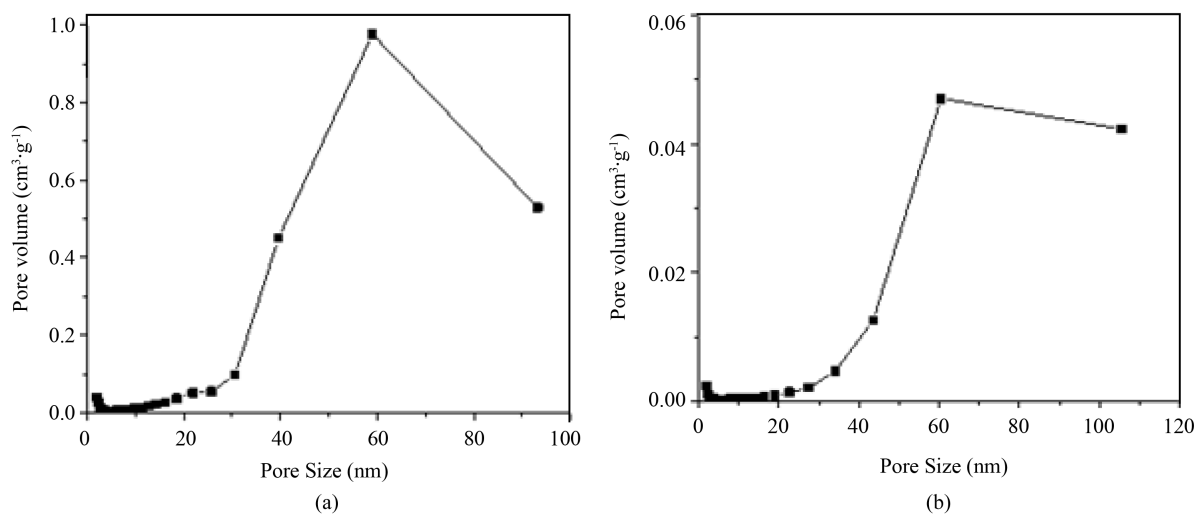 1.0
0.8
0.6
0.4
0.2
0.0
Pore volume (cm³·g⁻¹)
0 20 40 60 80 100
Pore Size (nm)
(a)
0.06
0.04
0.02
0.00
Pore volume (cm³·g⁻¹)
0 20 40 60 80 100 120
Pore Size (nm)
(b)